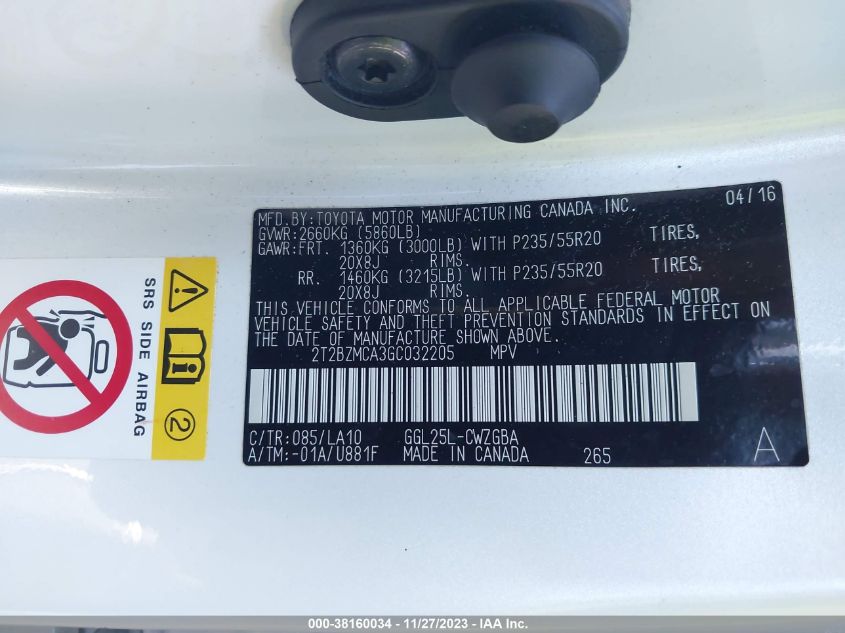 MFD.BY:TOYOTA MOTOR MANUFACTURING CANADA INC. 04/16
GVWR:2660KG (5860LB)
GAWR:FRT. 1360KG (3000LB) WITH P235/55R20 TIRES,
20X8J RIMS.
RR. 1460KG (3215LB) WITH P235/55R20 TIRES,
20X8J RIMS.
THIS VEHICLE CONFORMS TO ALL APPLICABLE FEDERAL MOTOR
VEHICLE SAFETY AND THEFT PREVENTION STANDARDS IN EFFECT ON
THE DATE OF MANUFACTURE SHOWN ABOVE.
2T2BZMCA3GC032205 MPV
C/TR:085/LA10 GGL25L-CWZGBA
A/TM:-01A/U881F MADE IN CANADA 265 A
SRS SIDE AIRBAG
2
000-38160034 - 11/27/2023 - IAA Inc.